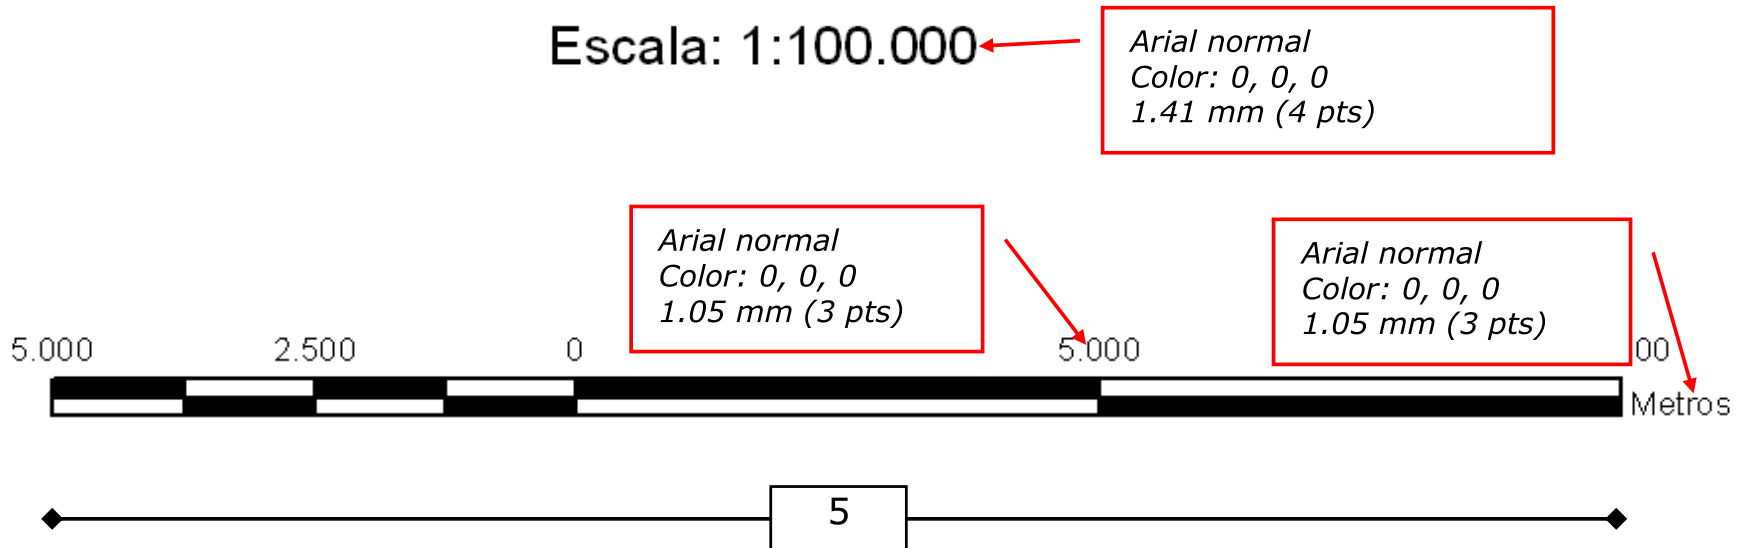 Escala: 1:100.000
Arial normal
Color: 0, 0, 0
1.41 mm (4 pts)
Arial normal
Color: 0, 0, 0
1.05 mm (3 pts)
Arial normal
Color: 0, 0, 0
1.05 mm (3 pts)
5.000 2.500 0 5.000 00
Metros
5